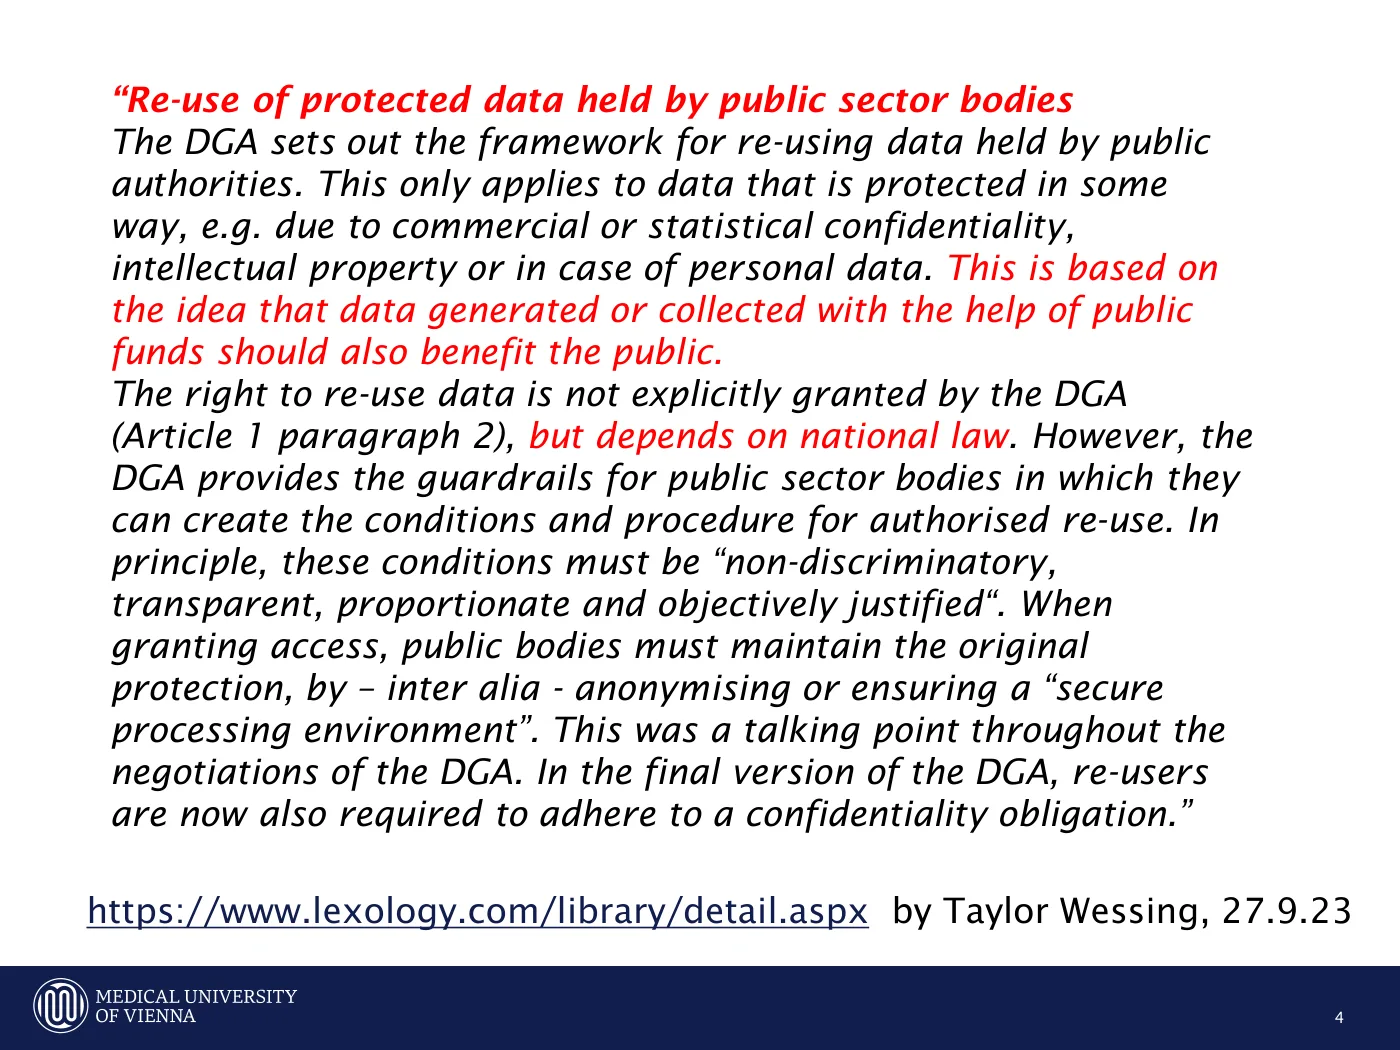 “Re-use of protected data held by public sector bodies
The DGA sets out the framework for re-using data held by public
authorities. This only applies to data that is protected in some
way, e.g. due to commercial or statistical confidentiality,
intellectual property or in case of personal data. This is based on
the idea that data generated or collected with the help of public
funds should also benefit the public.
The right to re-use data is not explicitly granted by the DGA
(Article 1 paragraph 2), but depends on national law. However, the
DGA provides the guardrails for public sector bodies in which they
can create the conditions and procedure for authorised re-use. In
principle, these conditions must be “non-discriminatory,
transparent, proportionate and objectively justified“. When
granting access, public bodies must maintain the original
protection, by – inter alia - anonymising or ensuring a “secure
processing environment”. This was a talking point throughout the
negotiations of the DGA. In the final version of the DGA, re-users
are now also required to adhere to a confidentiality obligation.”
https://www.lexology.com/library/detail.aspx by Taylor Wessing, 27.9.23
MEDICAL UNIVERSITY
OF VIENNA
4